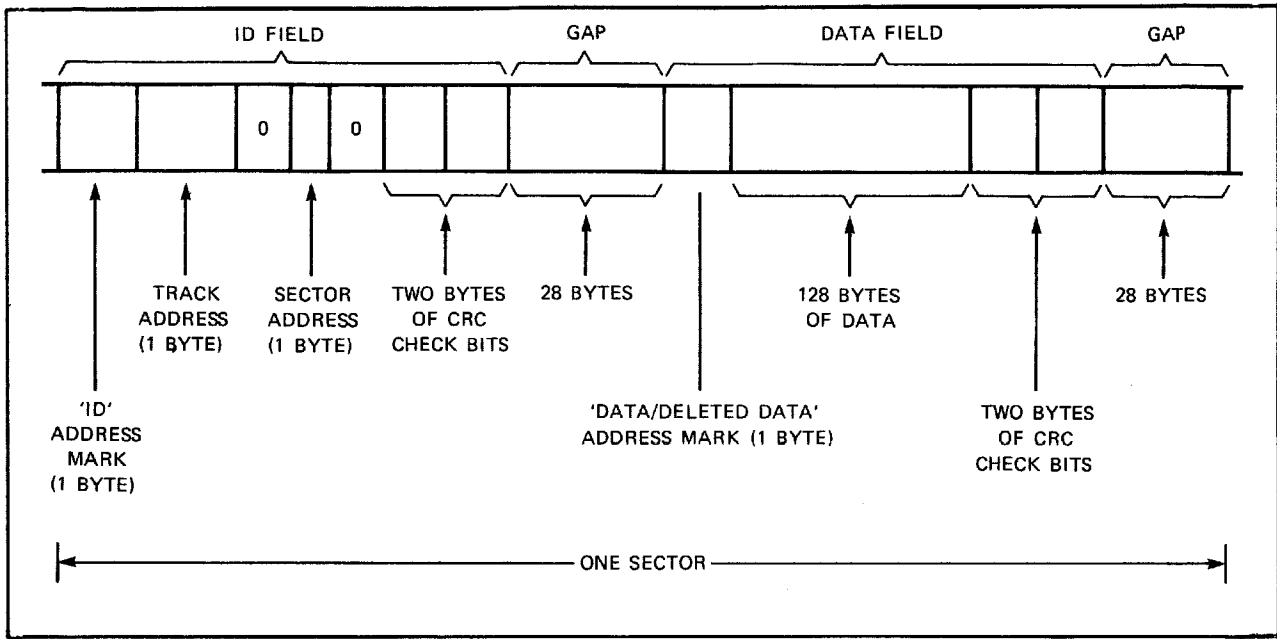 ID FIELD
GAP
DATA FIELD
GAP
0
0
TRACK
ADDRESS
(1 BYTE)
SECTOR
ADDRESS
(1 BYTE)
TWO BYTES
OF CRC
CHECK BITS
28 BYTES
128 BYTES
OF DATA
28 BYTES
'ID'
ADDRESS
MARK
(1 BYTE)
'DATA/DELETED DATA'
ADDRESS MARK (1 BYTE)
TWO BYTES
OF CRC
CHECK BITS
ONE SECTOR